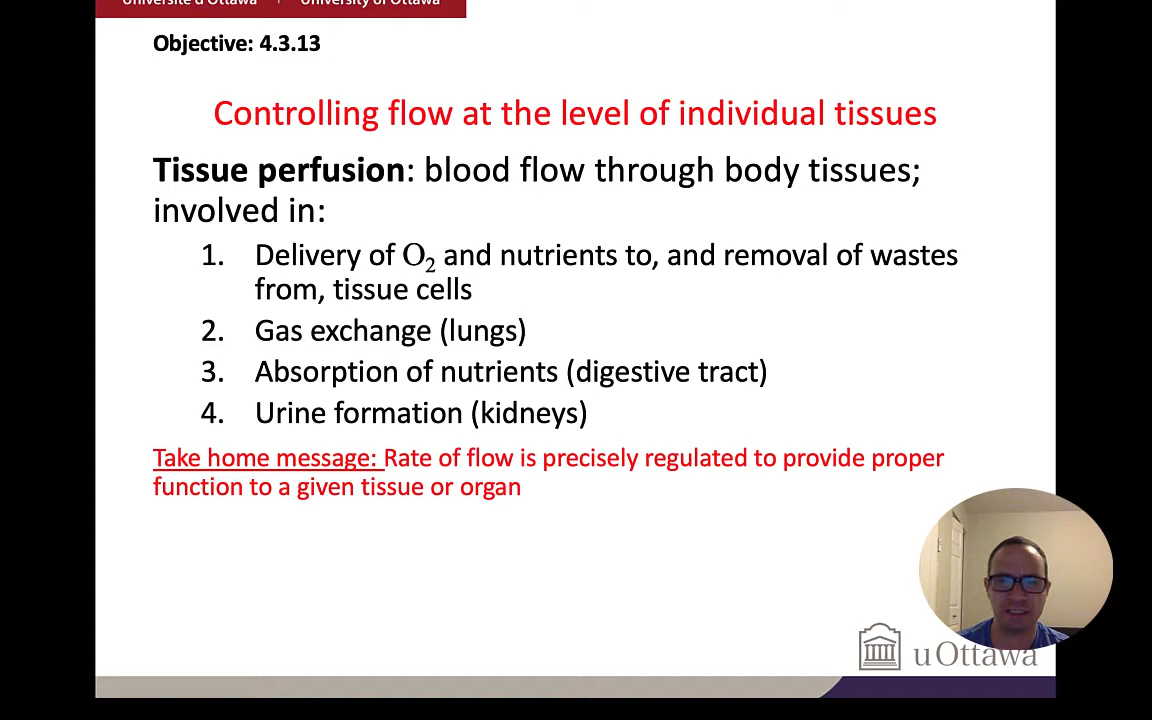 Université d'Ottawa | University of Ottawa
Objective: 4.3.13
Controlling flow at the level of individual tissues
Tissue perfusion: blood flow through body tissues;
involved in:
1. Delivery of O₂ and nutrients to, and removal of wastes
from, tissue cells
2. Gas exchange (lungs)
3. Absorption of nutrients (digestive tract)
4. Urine formation (kidneys)
Take home message: Rate of flow is precisely regulated to provide proper
function to a given tissue or organ
uOttawa